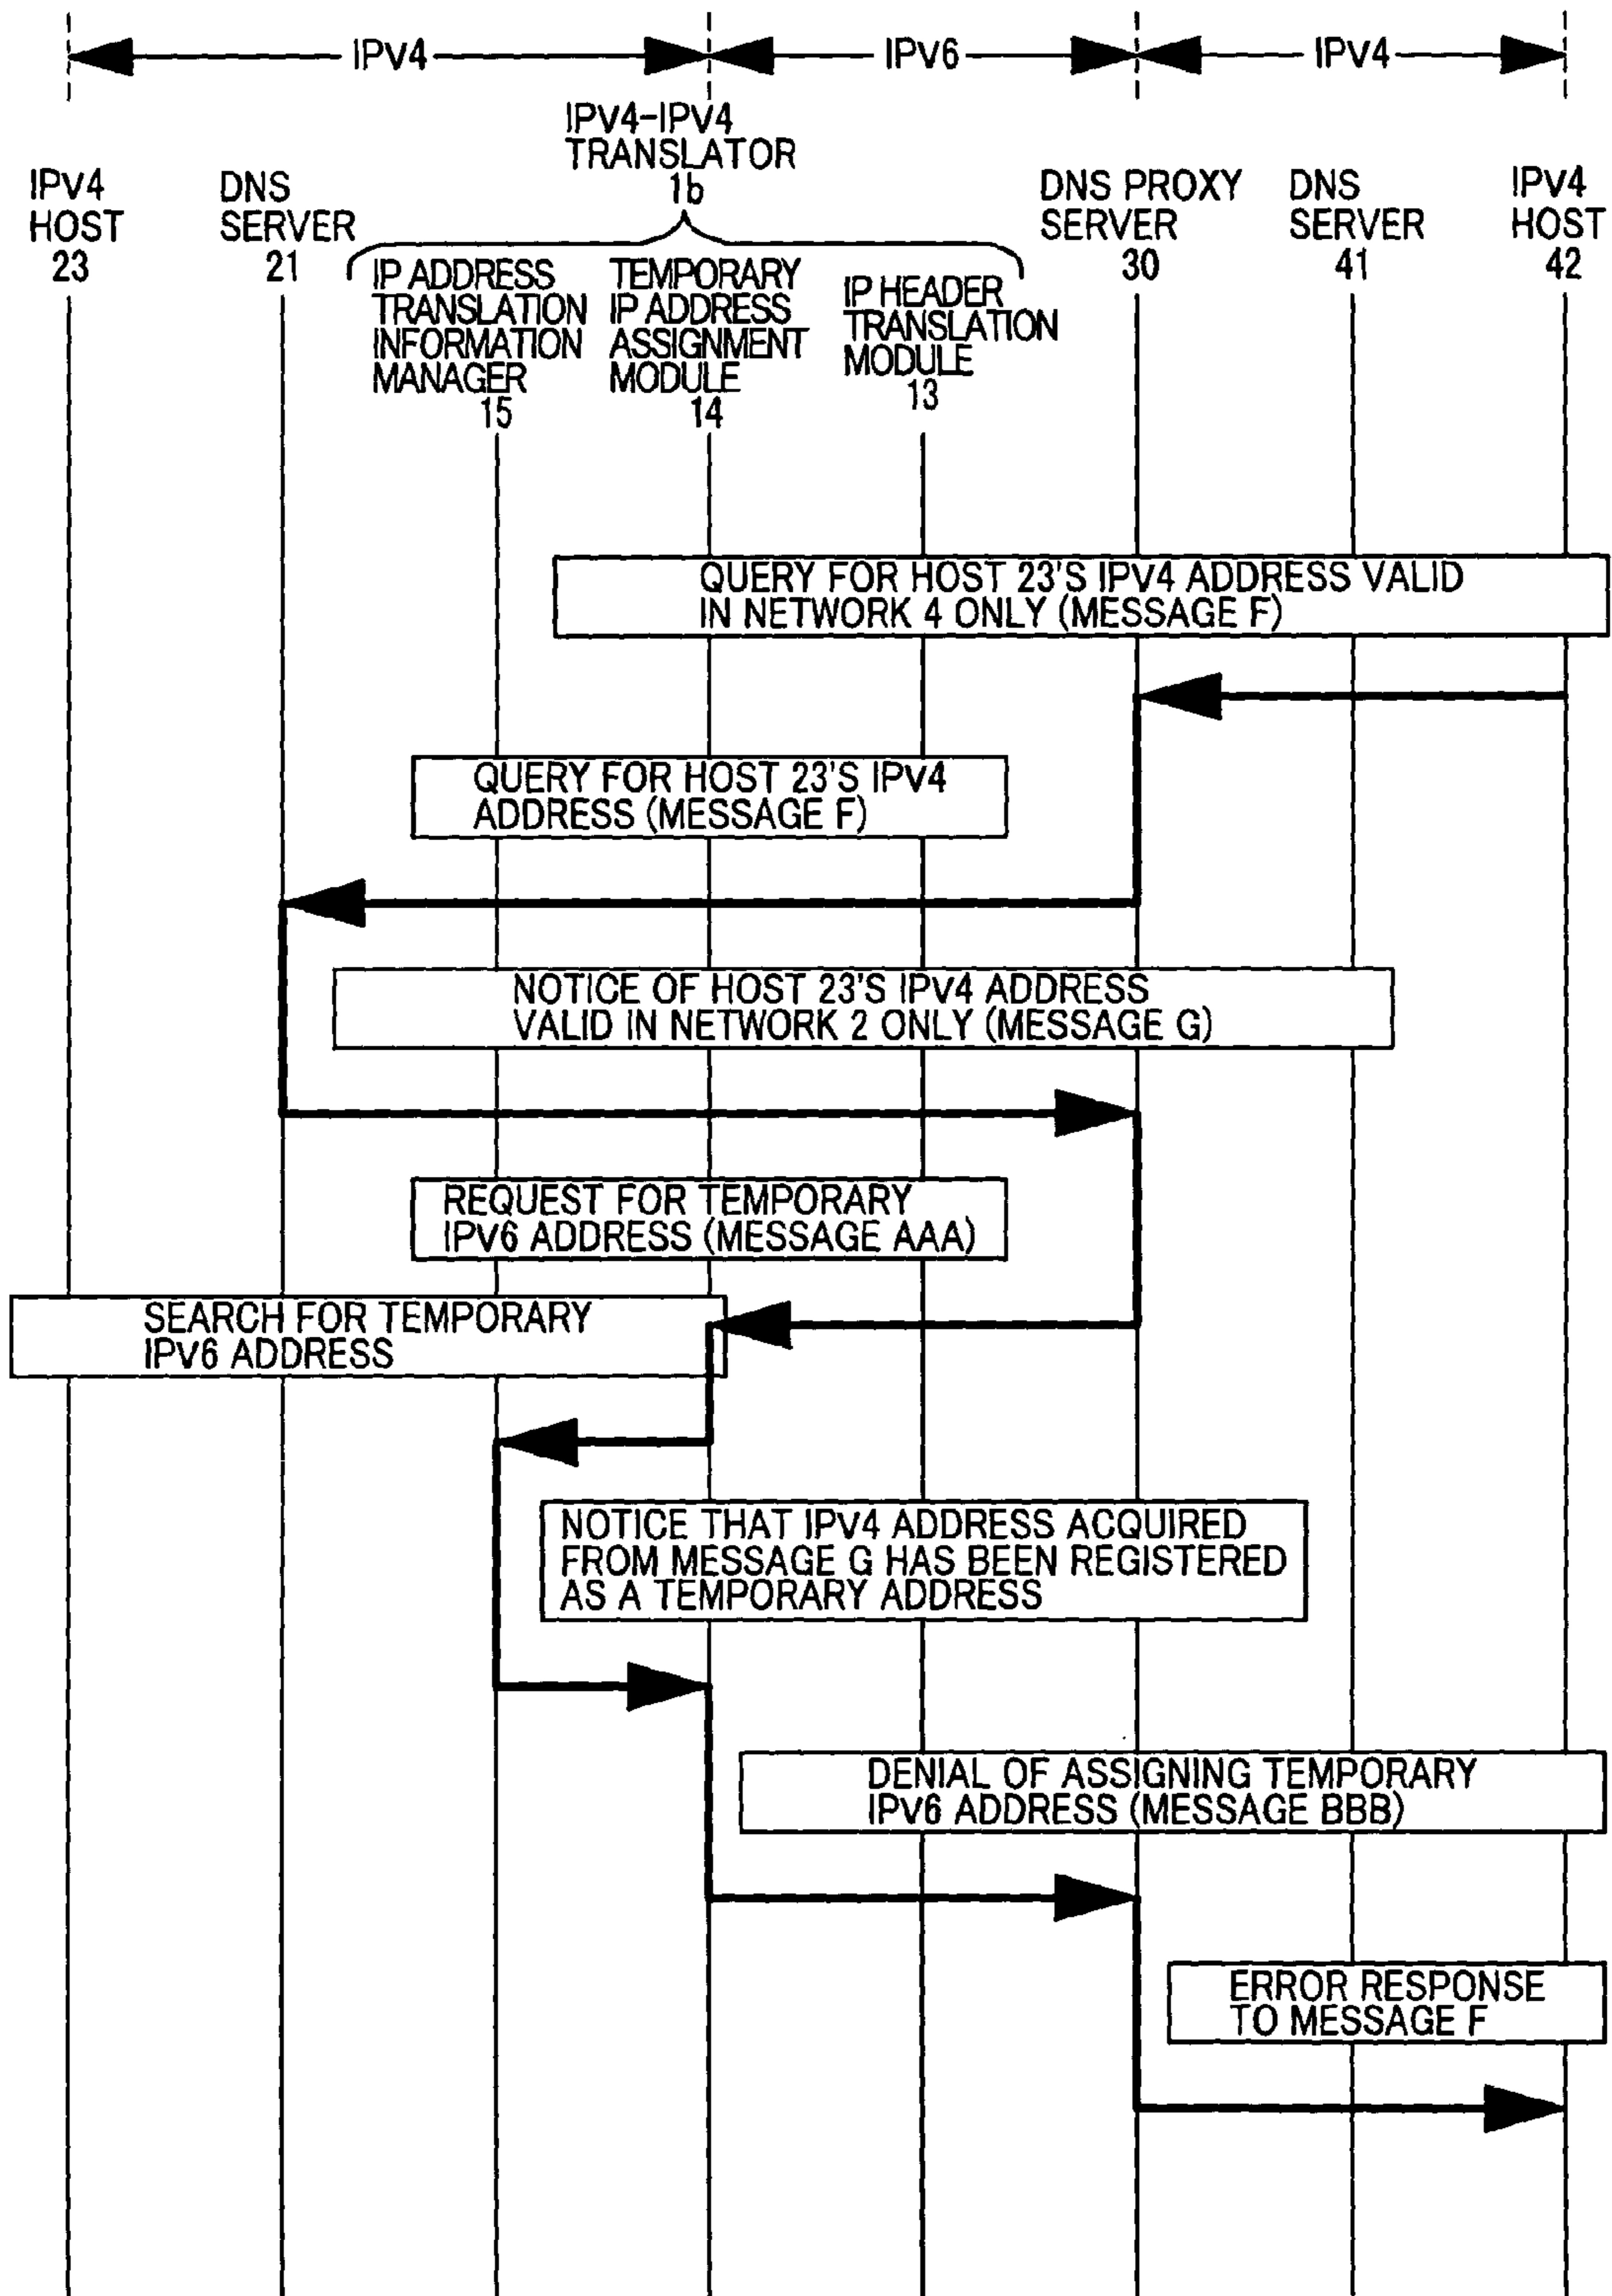 IPV4
IPV6
IPV4
IPV4-IPV4
TRANSLATOR
1b
IPV4
HOST
23
DNS
SERVER
21
IP ADDRESS
TRANSLATION
INFORMATION
MANAGER
15
TEMPORARY
IP ADDRESS
ASSIGNMENT
MODULE
14
IP HEADER
TRANSLATION
MODULE
13
DNS PROXY
SERVER
30
DNS
SERVER
41
IPV4
HOST
42
QUERY FOR HOST 23'S IPV4 ADDRESS VALID
IN NETWORK 4 ONLY (MESSAGE F)
QUERY FOR HOST 23'S IPV4
ADDRESS (MESSAGE F)
NOTICE OF HOST 23'S IPV4 ADDRESS
VALID IN NETWORK 2 ONLY (MESSAGE G)
REQUEST FOR TEMPORARY
IPV6 ADDRESS (MESSAGE AAA)
SEARCH FOR TEMPORARY
IPV6 ADDRESS
NOTICE THAT IPV4 ADDRESS ACQUIRED
FROM MESSAGE G HAS BEEN REGISTERED
AS A TEMPORARY ADDRESS
DENIAL OF ASSIGNING TEMPORARY
IPV6 ADDRESS (MESSAGE BBB)
ERROR RESPONSE
TO MESSAGE F